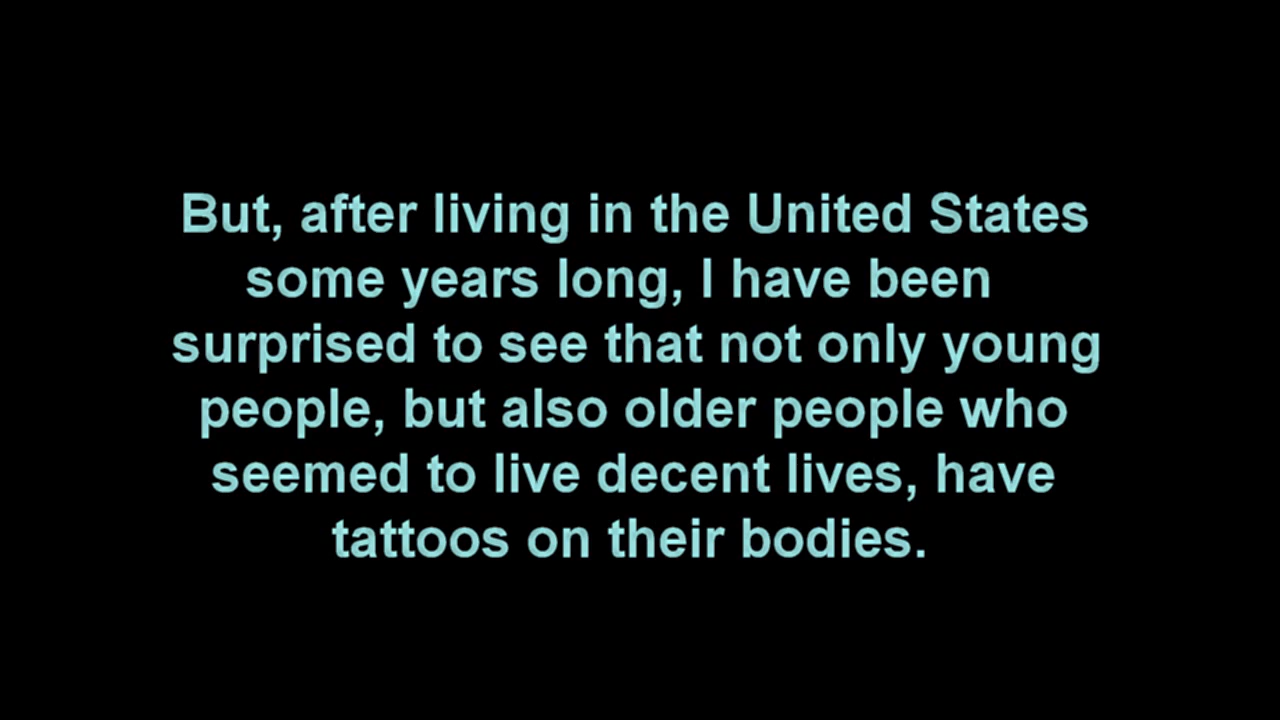 But, after living in the United States
some years long, I have been
surprised to see that not only young
people, but also older people who
seemed to live decent lives, have
tattoos on their bodies.